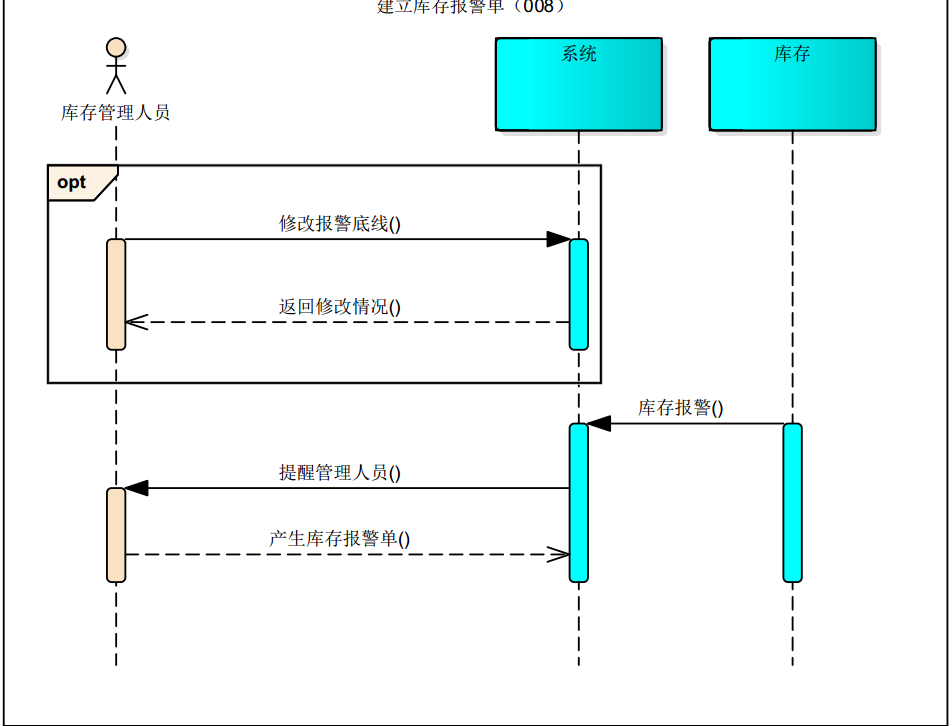 建立库存报警单（008）
系统
库存
库存管理人员
opt
修改报警底线()
返回修改情况()
库存报警()
提醒管理人员()
产生库存报警单()